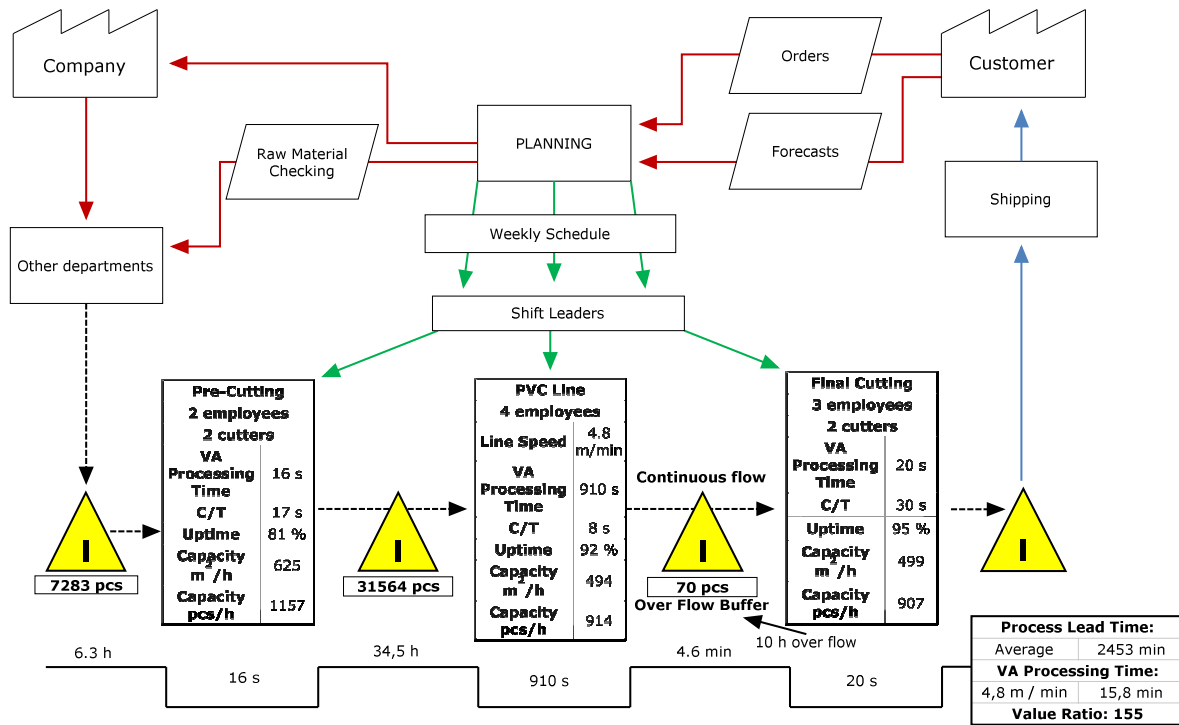 Company
Orders
Customer
PLANNING
Raw Material
Checking
Forecasts
Shipping
Weekly Schedule
Other departments
Shift Leaders
Pre-Cutting
2 employees
2 cutters
VA
Processing
Time
16 s
C/T
17 s
Uptime
81 %
Capacity
m²/h
625
Capacity
pcs/h
1157
PVC Line
4 employees
Line Speed
4.8
m/min
VA
Processing
Time
910 s
C/T
8 s
Uptime
92 %
Capacity
m²/h
494
Capacity
pcs/h
914
Final Cutting
3 employees
2 cutters
VA
Processing
Time
20 s
C/T
30 s
Uptime
95 %
Capacity
m²/h
499
Capacity
pcs/h
907
Continuous flow
I
7283 pcs
I
31564 pcs
I
70 pcs
Over Flow Buffer
10 h over flow
I
6.3 h
16 s
34,5 h
910 s
4.6 min
20 s
Process Lead Time:
Average 2453 min
VA Processing Time:
4,8 m / min 15,8 min
Value Ratio: 155